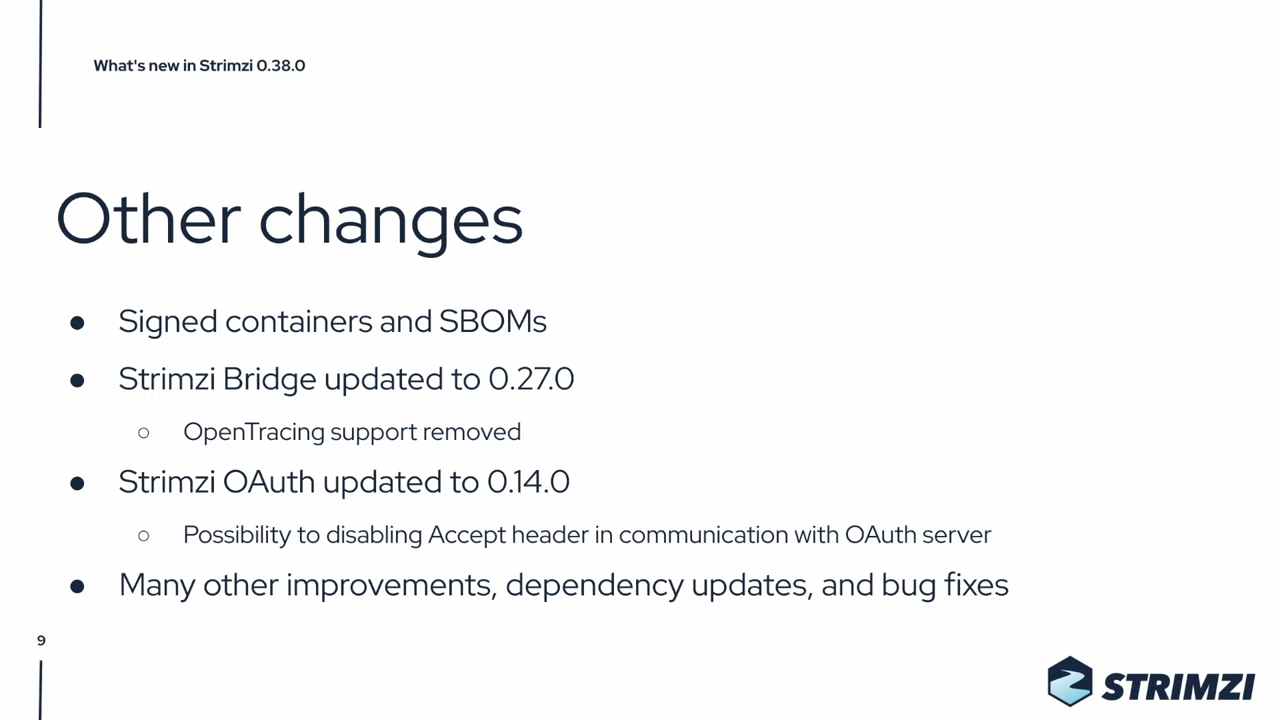 What's new in Strimzi 0.38.0
Other changes
● Signed containers and SBOMs
● Strimzi Bridge updated to 0.27.0
○ OpenTracing support removed
● Strimzi OAuth updated to 0.14.0
○ Possibility to disabling Accept header in communication with OAuth server
● Many other improvements, dependency updates, and bug fixes
9
STRIMZI